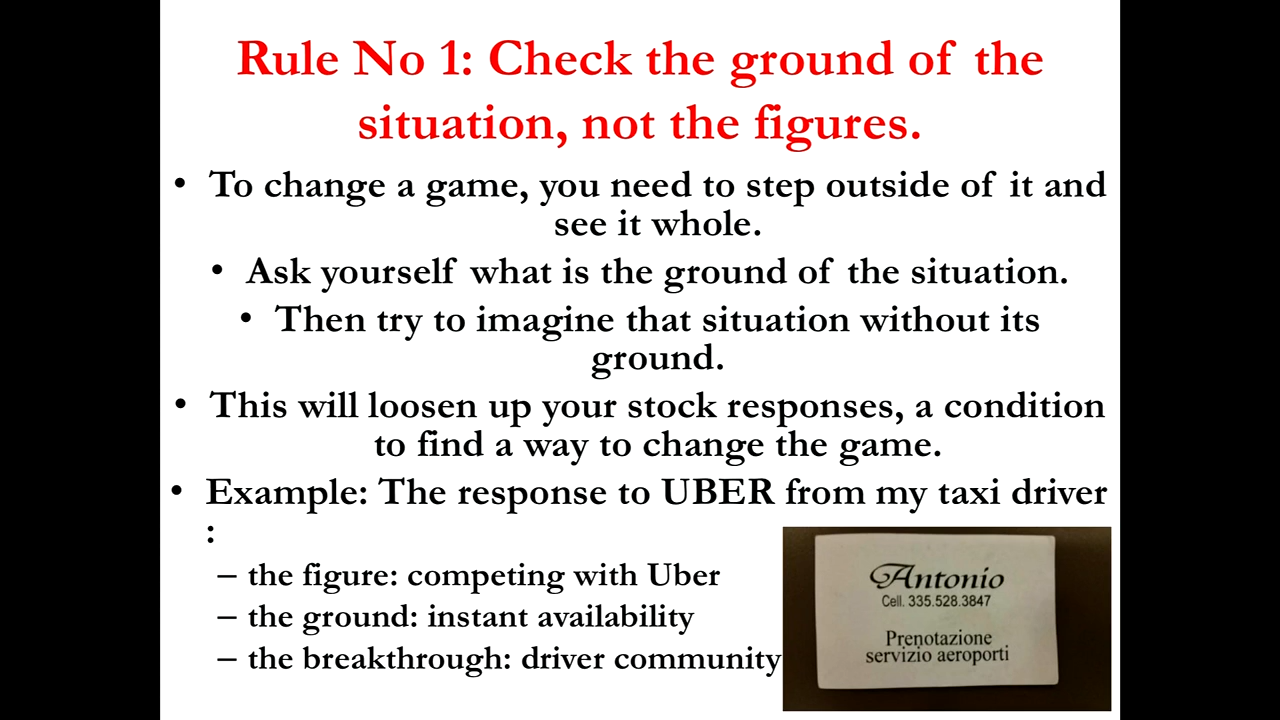 Rule No 1: Check the ground of the
situation, not the figures.
• To change a game, you need to step outside of it and
see it whole.
• Ask yourself what is the ground of the situation.
• Then try to imagine that situation without its
ground.
• This will loosen up your stock responses, a condition
to find a way to change the game.
• Example: The response to UBER from my taxi driver
:
– the figure: competing with Uber
– the ground: instant availability
– the breakthrough: driver community
Antonio
Cell. 335.528.3847
Prenotazione
servizio aeroporti